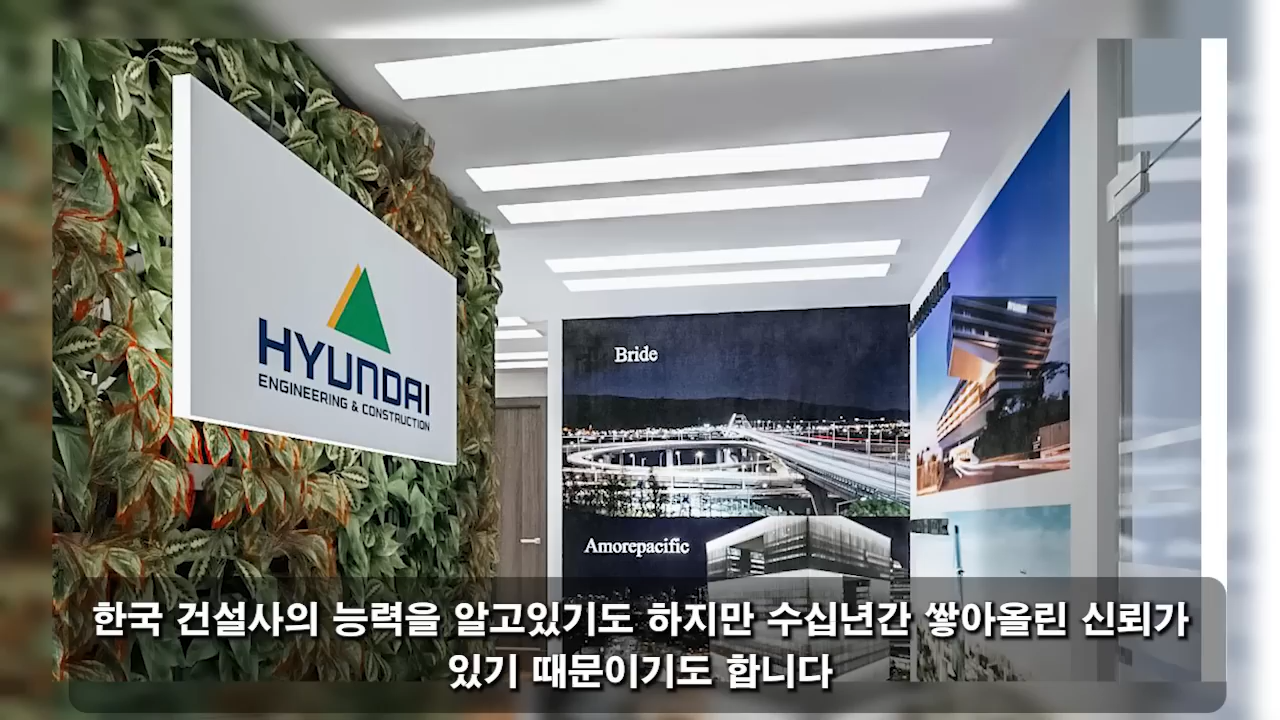 HYUNDAI
ENGINEERING & CONSTRUCTION
Bride
Amorepacific
한국 건설사의 능력을 알고있기도 하지만 수십년간 쌓아올린 신뢰가
있기 때문이기도 합니다